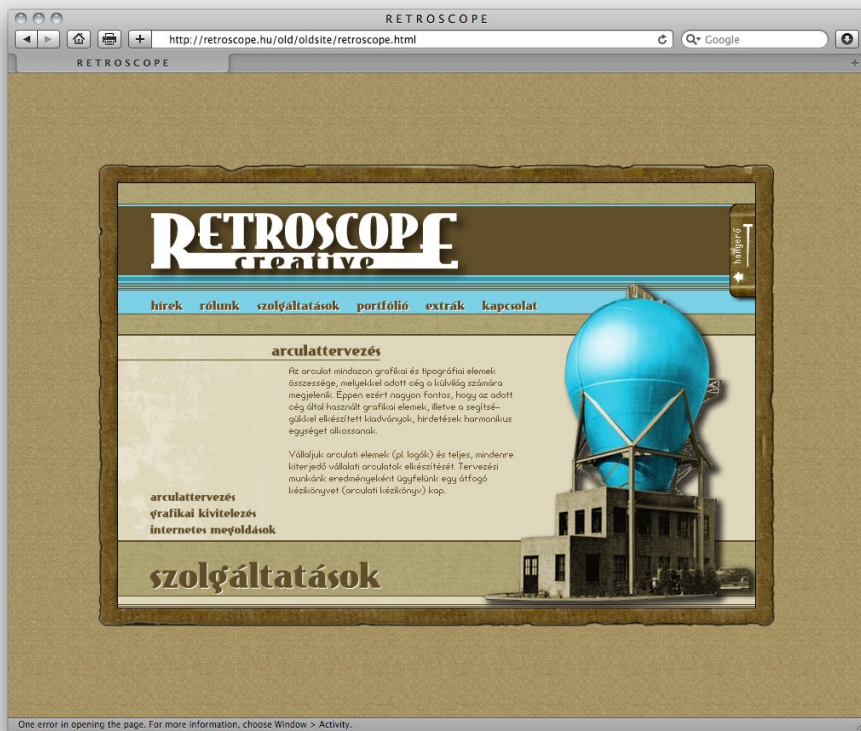 RETROSCOPE
http://retroscope.hu/old/oldsite/retroscope.html
Google
RETROSCOPE
RETROSCOPE
creative
hangerő
hírek rólunk szolgáltatások portfólió extrák kapcsolat
arculattervezés
Az arculat mindazon grafikai és tipográfiai elemek
összessége, melyekkel adott cég a külvilág számára
megjelenik. Éppen ezért nagyon fontos, hogy az adott
cég által használt grafikai elemek, illetve a segítsé-
gükkel elkészített kiadványok, hirdetések harmonikus
egységet alkossanak.
Vállaljuk arculati elemek (pl. logók) és teljes, mindenre
kiterjedő vállalati arculatok elkészítését. Tervezési
munkánk eredményeként ügyfelünk egy átfogó
kézikönyvet (arculati kézikönyv) kap.
arculattervezés
grafikai kivitelezés
internetes megoldások
szolgáltatások
One error in opening the page. For more information, choose Window > Activity.